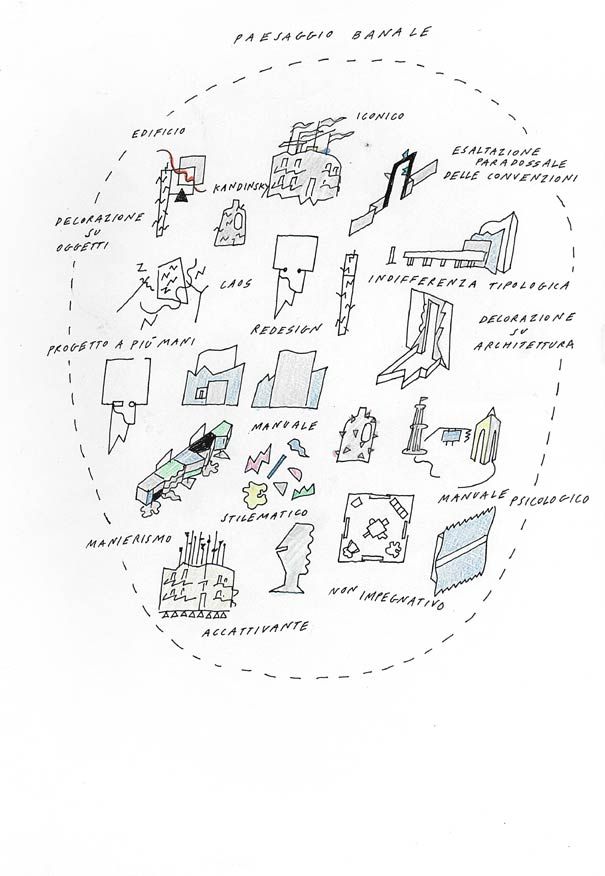 PAESAGGIO BANALE
EDIFICIO
ICONICO
ESALTAZIONE
PARADOSSALE
DELLE CONVENZIONI
KANDINSKY
DECORAZIONE
SU
OGGETTI
Z
CAOS
INDIFFERENZA TIPOLOGICA
REDESIGN
DECORAZIONE
SU
ARCHITETTURA
PROGETTO A PIÙ MANI
MANUALE
MANUALE PSICOLOGICO
STILEMATICO
MANIERISMO
NON IMPEGNATIVO
ACCATTIVANTE